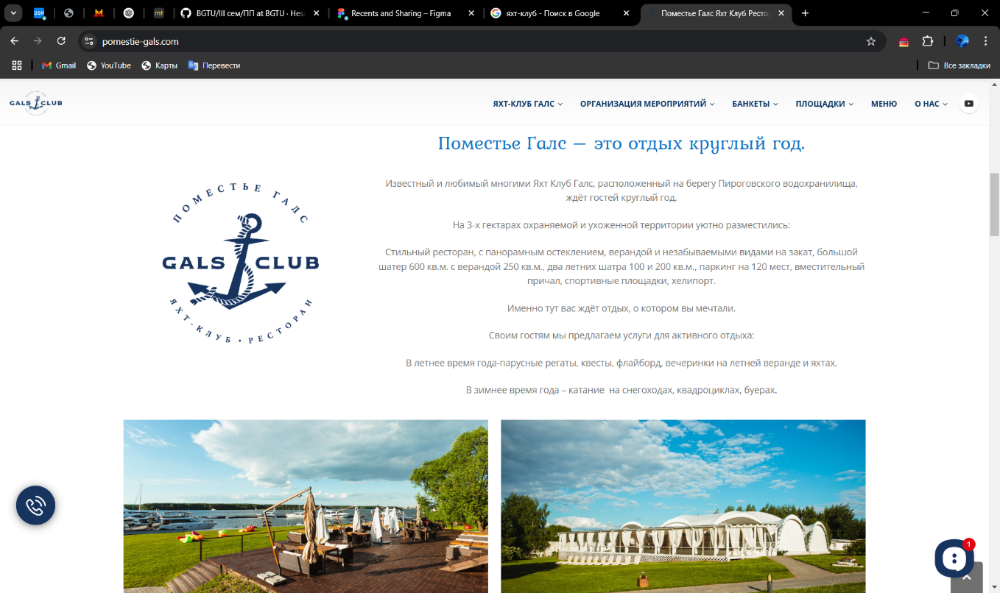 BGTU/III сем/ПП at BGTU · Hes
Recents and Sharing – Figma
яхт-клуб - Поиск в Google
Поместье Галс Яхт Клуб Ресто
pomestie-gals.com
Gmail
YouTube
Карты
Перевести
Все закладки
GALS CLUB
ЯХТ-КЛУБ ГАЛС
ОРГАНИЗАЦИЯ МЕРОПРИЯТИЙ
БАНКЕТЫ
ПЛОЩАДКИ
МЕНЮ
О НАС
Поместье Галс — это отдых круглый год.
ПОМЕСТЬЕ ГАЛС
GALS CLUB
ЯХТ-КЛУБ • РЕСТОРАН
Известный и любимый многими Яхт Клуб Галс, расположенный на берегу Пироговского водохранилища,
ждёт гостей круглый год.
На 3-х гектарах охраняемой и ухоженной территории уютно разместились:
Стильный ресторан, с панорамным остеклением, верандой и незабываемыми видами на закат, большой
шатер 600 кв.м. с верандой 250 кв.м., два летних шатра 100 и 200 кв.м., паркинг на 120 мест, вместительный
причал, спортивные площадки, хелипорт.
Именно тут вас ждёт отдых, о котором вы мечтали.
Своим гостям мы предлагаем услуги для активного отдыха:
В летнее время года-парусные регаты, квесты, флайборд, вечеринки на летней веранде и яхтах.
В зимнее время года – катание на снегоходах, квадроциклах, буерах.
1